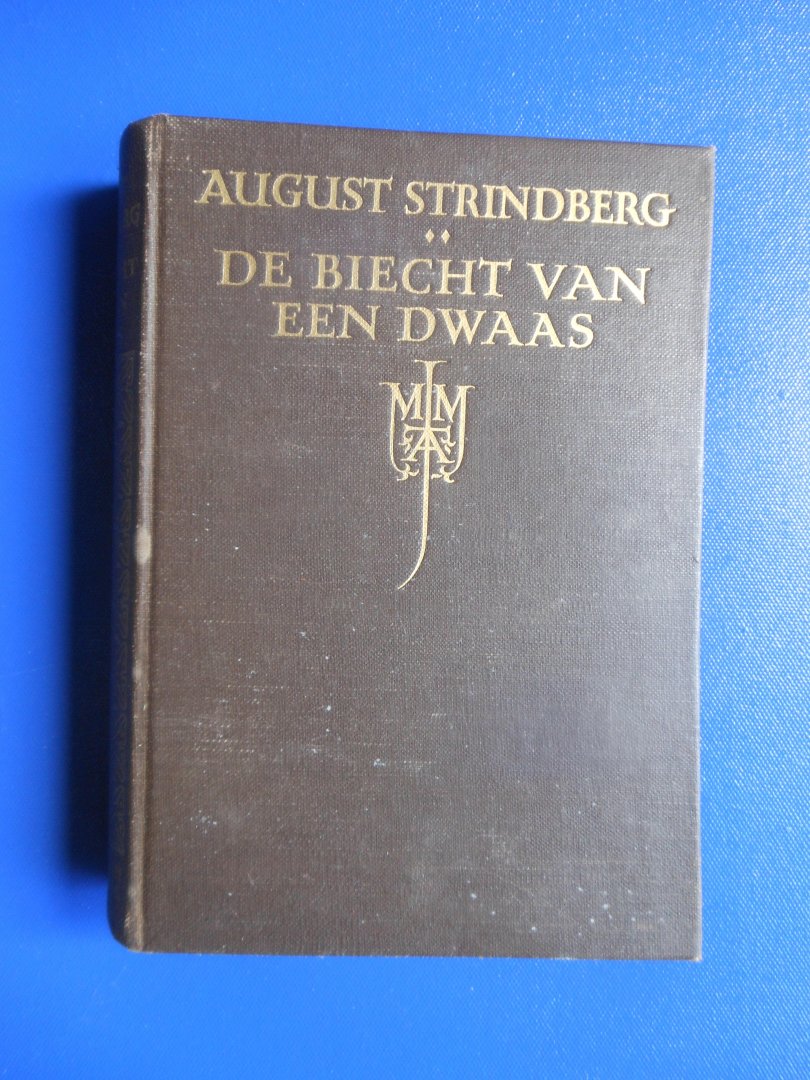 AUGUST STRINDBERG
DE BIECHT VAN
EEN DWAAS